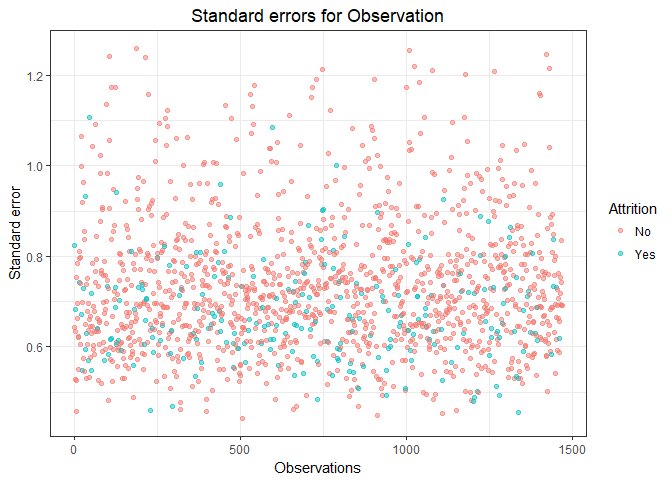 Standard errors for Observation
Standard error
1.2
1.0
0.8
0.6
0
500
1000
1500
Observations
Attrition
No
Yes